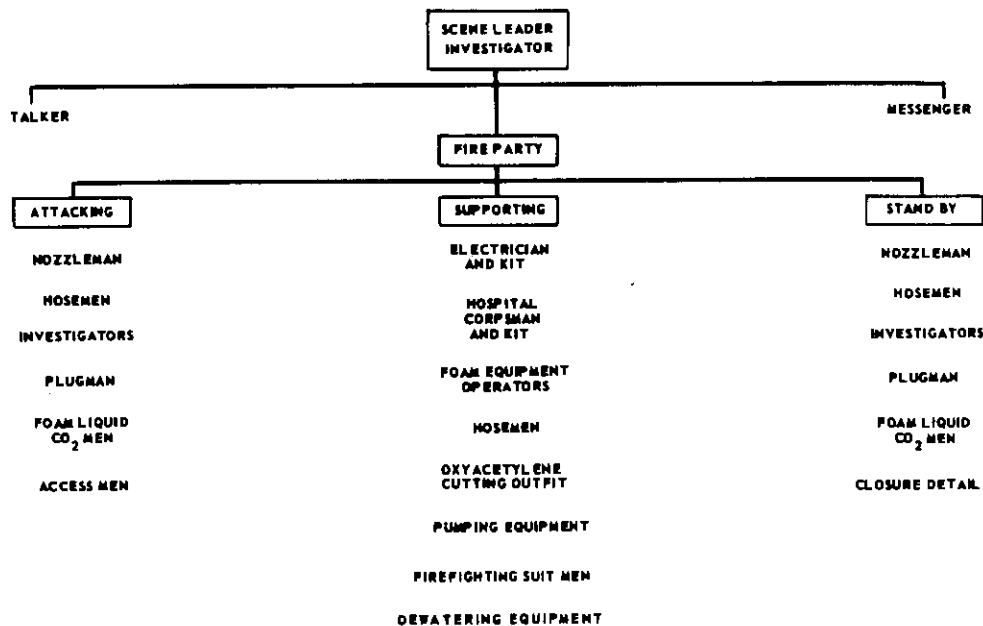 SCENE LEADER
INVESTIGATOR
TALKER
MESSENGER
FIRE PARTY
ATTACKING
NOZZLEMAN
HOSEMEN
INVESTIGATORS
PLUGMAN
FOAM LIQUID
CO₂ MEN
ACCESS MEN
SUPPORTING
ELECTRICIAN
AND KIT
HOSPITAL
CORPSMAN
AND KIT
FOAM EQUIPMENT
OPERATORS
HOSEMEN
OXYACETYLENE
CUTTING OUTFIT
PUMPING EQUIPMENT
FIREFIGHTING SUIT MEN
DEWATERING EQUIPMENT
STAND BY
NOZZLEMAN
HOSEMEN
INVESTIGATORS
PLUGMAN
FOAM LIQUID
CO₂ MEN
CLOSURE DETAIL